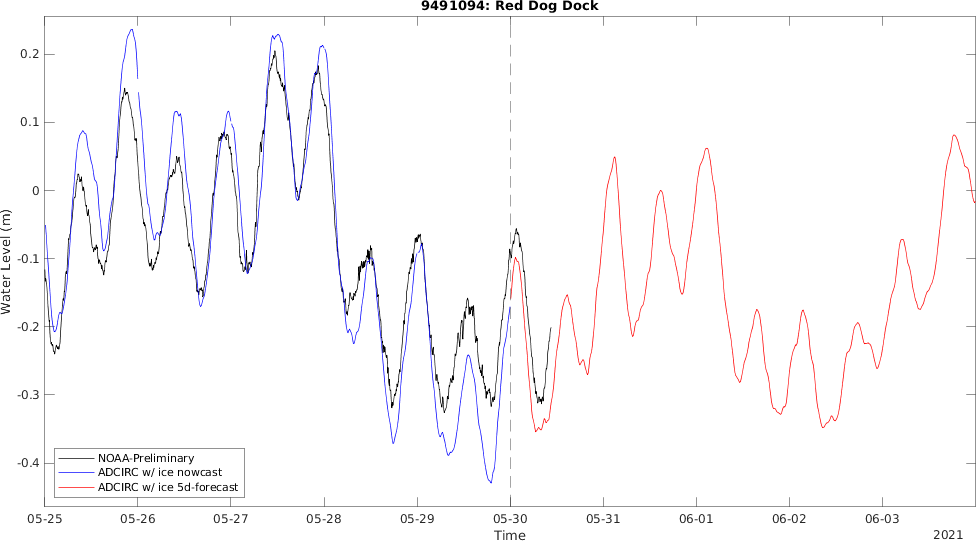 9491094: Red Dog Dock
Water Level (m)
0.2
0.1
0
-0.1
-0.2
-0.3
-0.4
NOAA-Preliminary
ADCIRC w/ ice nowcast
ADCIRC w/ ice 5d-forecast
05-25 05-26 05-27 05-28 05-29 05-30 05-31 06-01 06-02 06-03
Time
2021